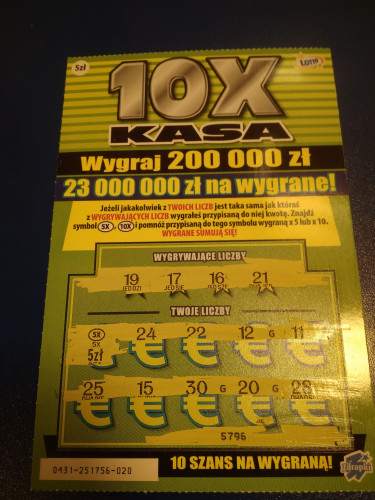 5zł
LOTTO
10X
KASA
Wygraj 200 000 zł
23 000 000 zł na wygrane!
Jeżeli jakakolwiek z TWOICH LICZB jest taka sama jak któraś
z WYGRYWAJĄCYCH LICZB wygrałeś przypisaną do niej kwotę. Znajdź
symbol 5X, 10X i pomnóż przypisaną do tego symbolu wygraną x 5 lub x 10.
WYGRANE SUMUJĄ SIĘ!
WYGRYWAJĄCE LICZBY
19 17 16 21
TWOJE LICZBY
5X 24 22 12 G 11
5X
5zł
25 15 30 G 20 G 28
5796
0431-251756-020
10 SZANS NA WYGRANĄ!
zdrapki